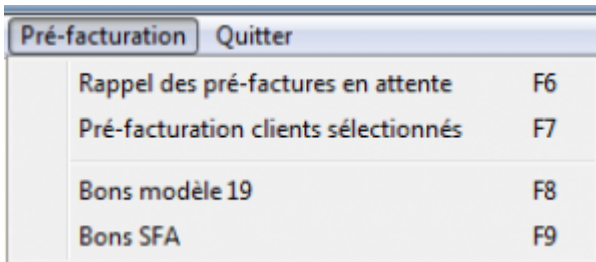 Pré-facturation Quitter
Rappel des pré-factures en attente F6
Pré-facturation clients sélectionnés F7
Bons modèle 19 F8
Bons SFA F9